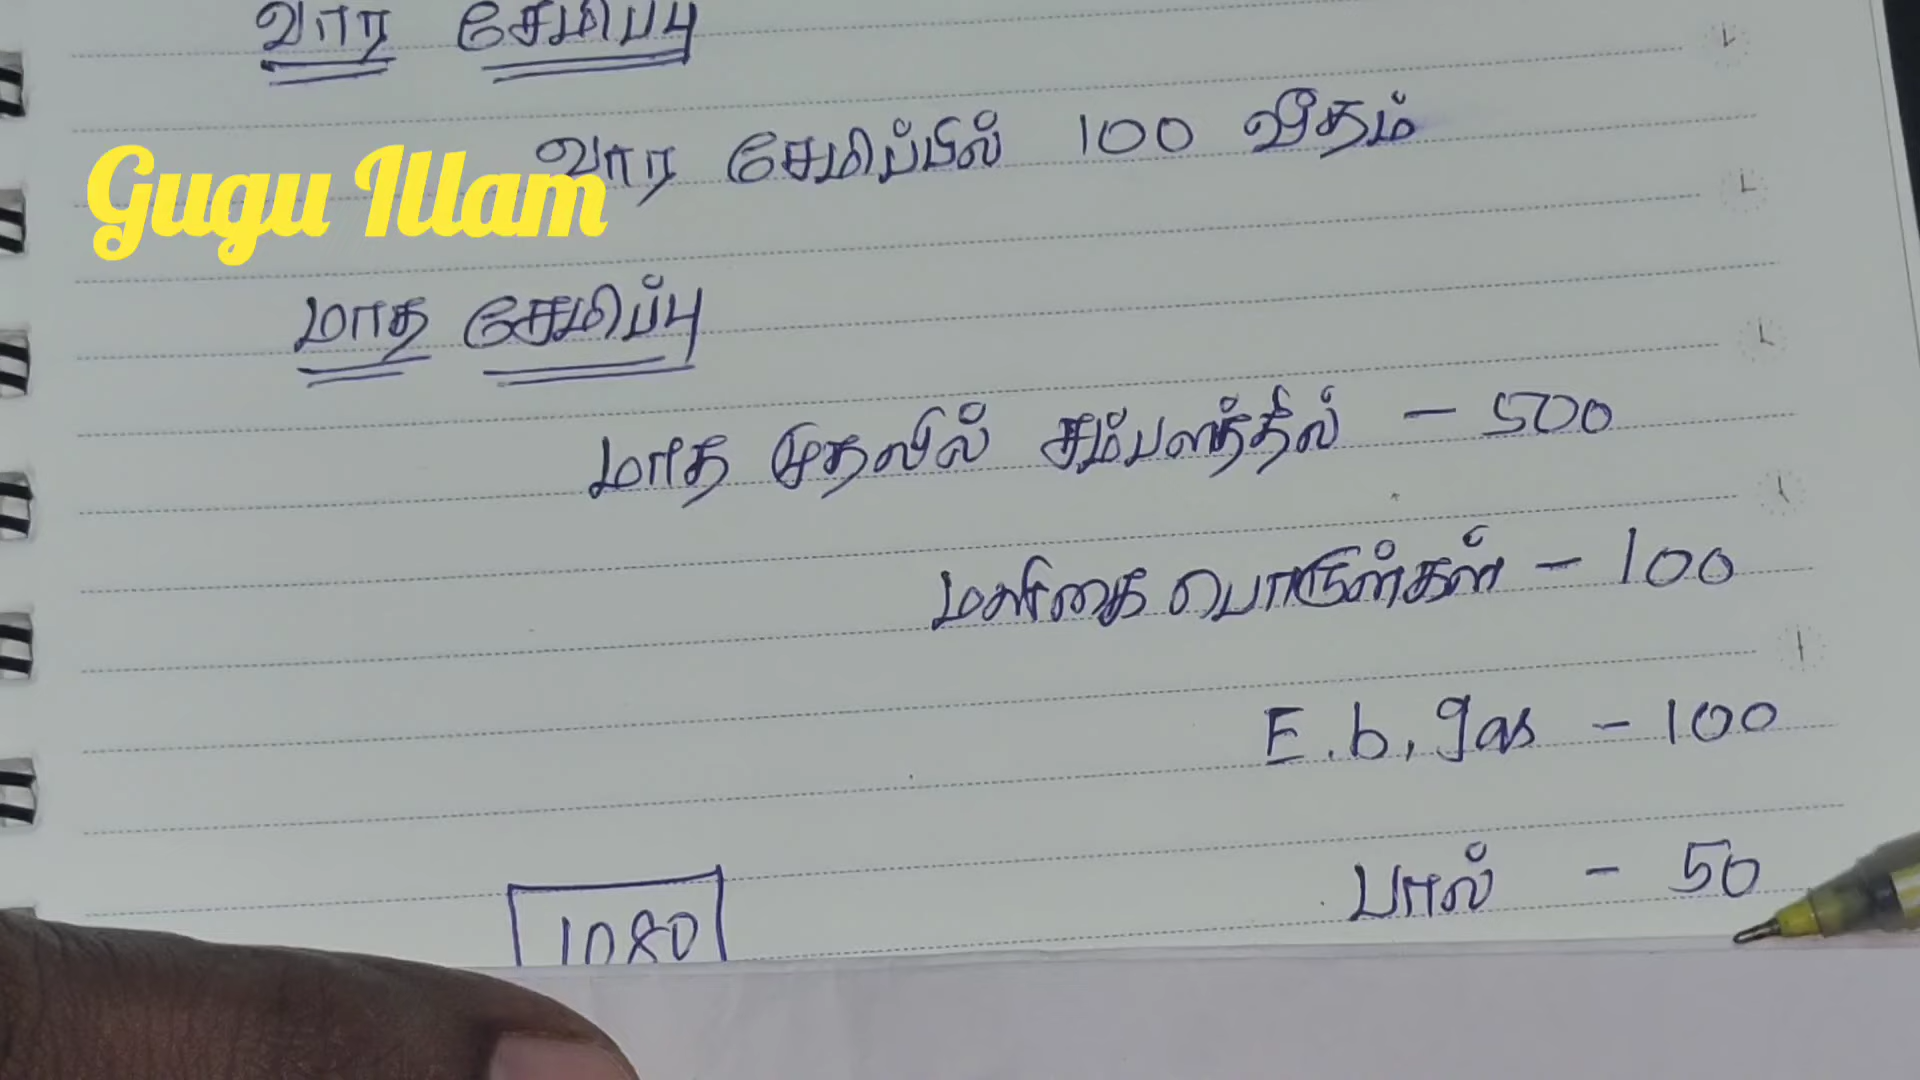 வார சேமிப்பு
வார சேமிப்பில் 100 வீதம்
Gugu Illam
மாத சேமிப்பு
மாத முதலில் சம்பளத்தில் - 500
மளிகை பொருள்கள் - 100
E.b, gas - 100
பால் - 50
1080